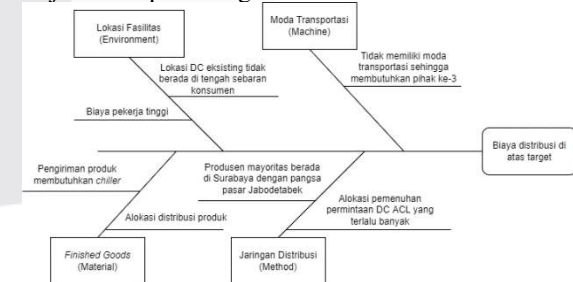 Lokasi Fasilitas
(Environment)
Moda Transportasi
(Machine)
Lokasi DC eksisting tidak
berada di tengah sebaran
konsumen
Tidak memiliki moda
transportasi sehingga
membutuhkan pihak ke-3
Biaya pekerja tinggi
Biaya distribusi di
atas target
Pengiriman produk
membutuhkan chiller
Produsen mayoritas berada
di Surabaya dengan pangsa
pasar Jabodetabek
Alokasi distribusi produk
Alokasi pemenuhan
permintaan DC ACL yang
terlalu banyak
Finished Goods
(Material)
Jaringan Distribusi
(Method)